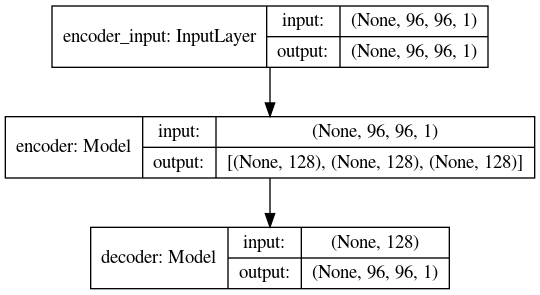 encoder_input: InputLayer
input: (None, 96, 96, 1)
output: (None, 96, 96, 1)
encoder: Model
input: (None, 96, 96, 1)
output: [(None, 128), (None, 128), (None, 128)]
decoder: Model
input: (None, 128)
output: (None, 96, 96, 1)